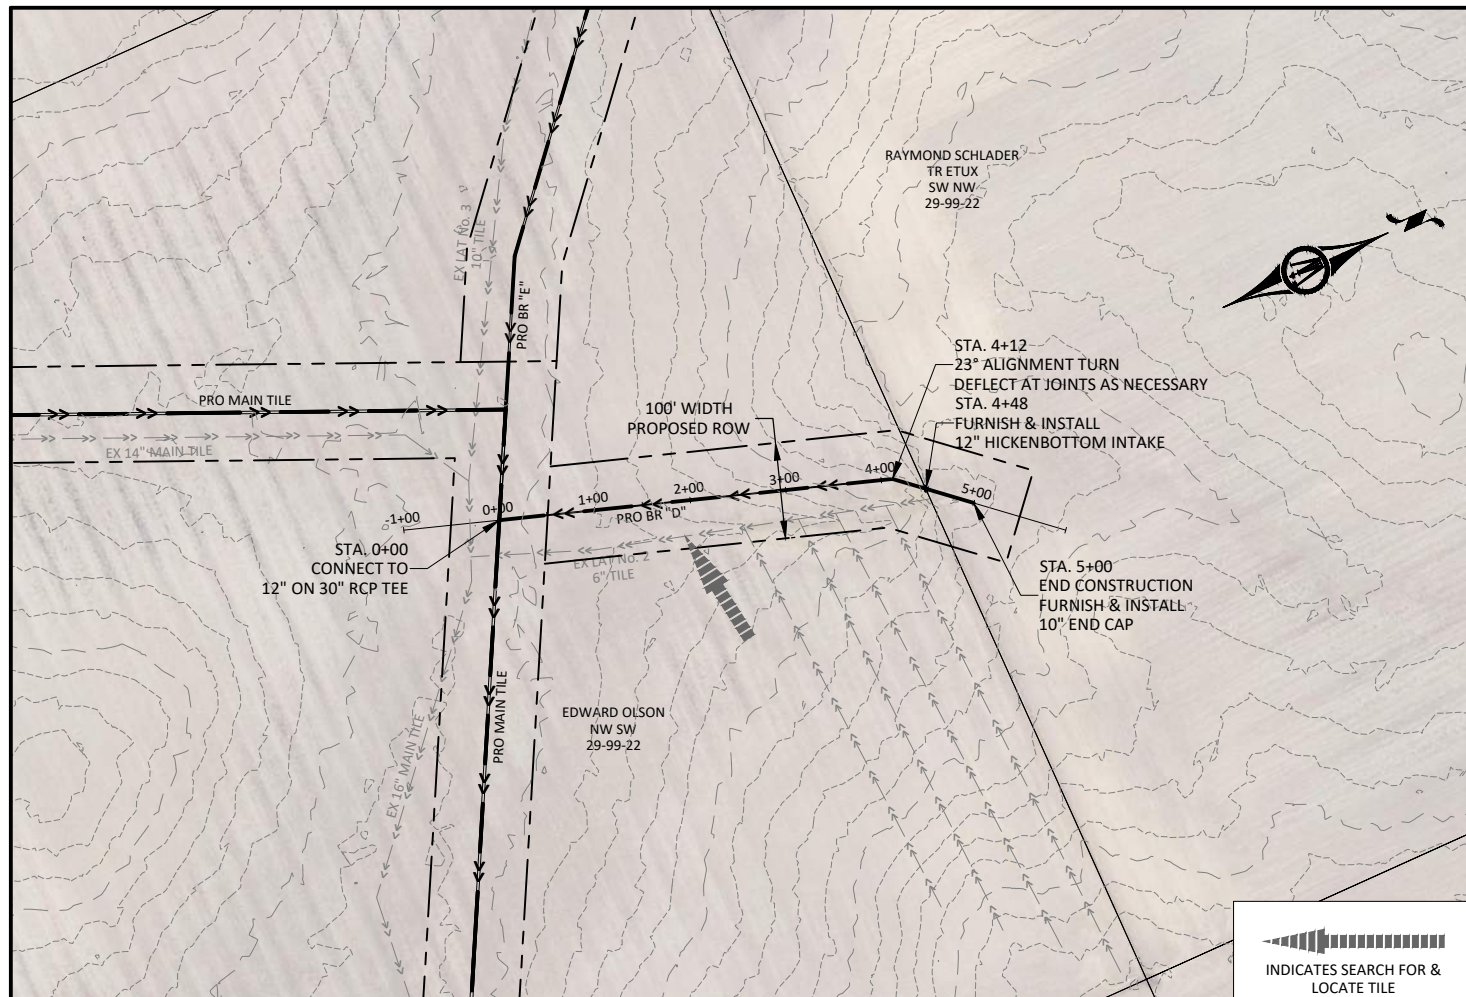 RAYMOND SCHLADER
TR ETUX
SW NW
29-99-22
N
EX LAT No. 3
10" TILE
PRO BR "E"
STA. 4+12
23° ALIGNMENT TURN
DEFLECT AT JOINTS AS NECESSARY
STA. 4+48
FURNISH & INSTALL
12" HICKENBOTTOM INTAKE
PRO MAIN TILE
100' WIDTH
PROPOSED ROW
EX 14" MAIN TILE
-1+00
0+00
1+00
2+00
3+00
4+00
5+00
PRO BR "D"
STA. 0+00
CONNECT TO
12" ON 30" RCP TEE
EX LAT No. 2
6" TILE
STA. 5+00
END CONSTRUCTION
FURNISH & INSTALL
10" END CAP
PRO MAIN TILE
EX 16" MAIN TILE
EDWARD OLSON
NW SW
29-99-22
INDICATES SEARCH FOR &
LOCATE TILE